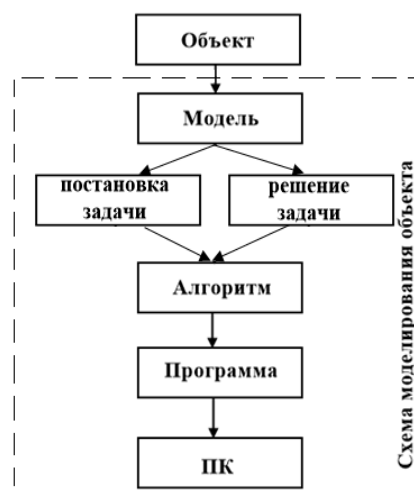 Объект
Модель
постановка
задачи
решение
задачи
Алгоритм
Программа
ПК
Схема моделирования объекта